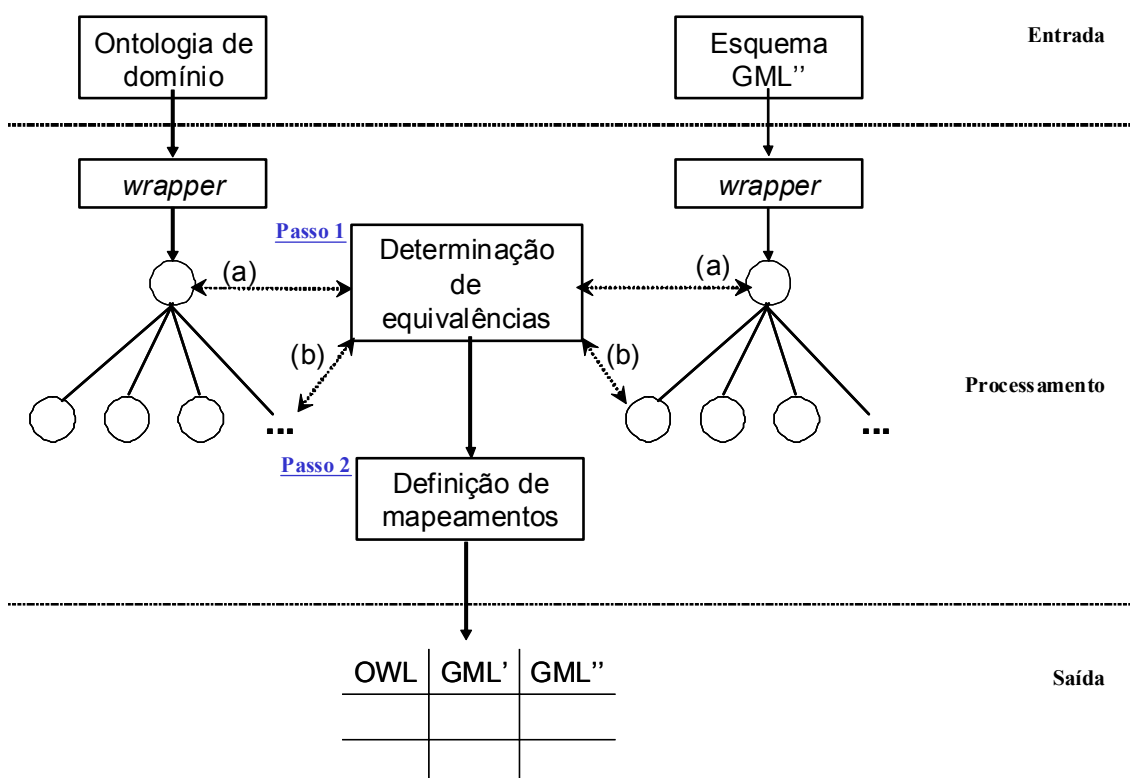 Ontologia de
domínio
Esquema
GML’’
Entrada
wrapper
wrapper
Passo 1
Determinação
de
equivalências
(a)
(a)
(b)
(b)
...
...
Processamento
Passo 2
Definição de
mapeamentos
OWL GML’ GML’’
Saída